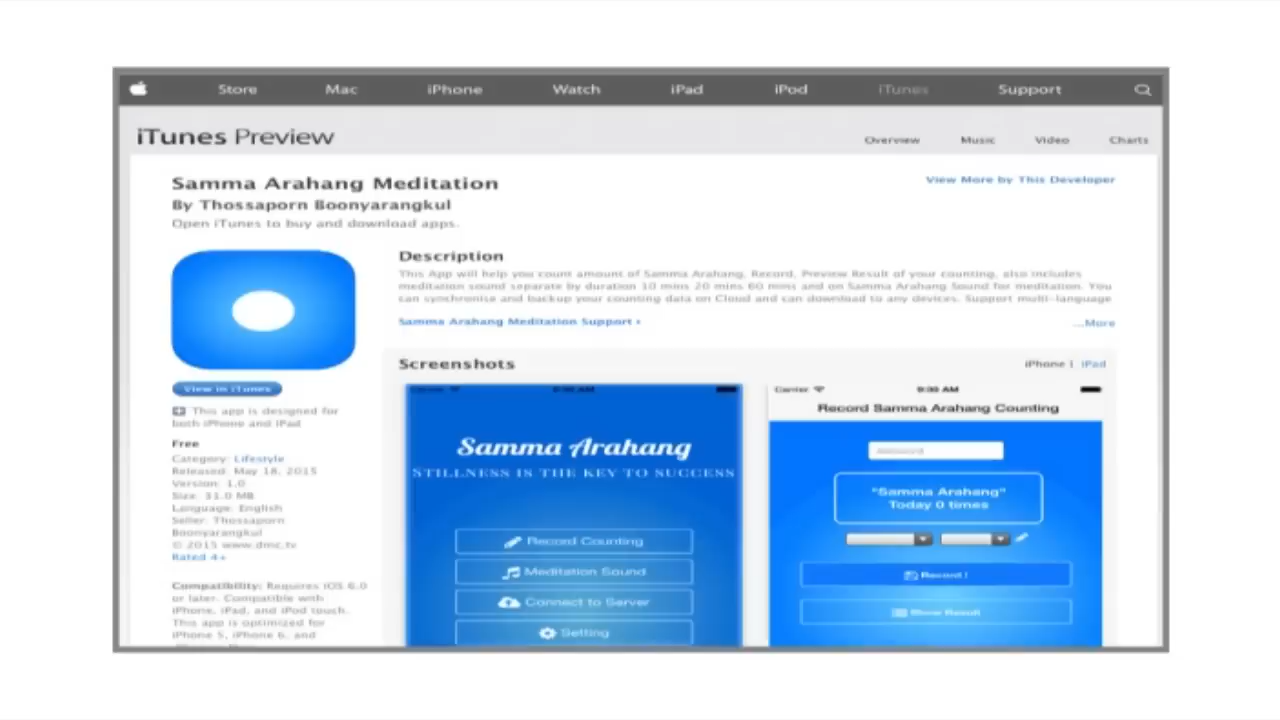 Store Mac iPhone Watch iPad iPod iTunes Support
iTunes Preview
Overview Music Video Charts
Samma Arahang Meditation
View More by This Developer
By Thossaporn Boonyarangkul
Open iTunes to buy and download apps.
Description
This App will help you count amount of Samma Arahang, Record, Preview Result of your counting, also includes
meditation sound separate by duration 10 mins 20 mins 60 mins and on Samma Arahang Sound for meditation. You
can synchronise and backup your counting data on Cloud and can download to any devices. Support multi-language
Samma Arahang Meditation Support
...More
View in iTunes
This app is designed for
both iPhone and iPad
Free
Category: Lifestyle
Released: May 18, 2015
Version: 1.0
Size: 31.0 MB
Language: English
Seller: Thossaporn
Boonyarangkul
© 2015 www.dmc.tv
Rated 4+
Compatibility: Requires iOS 6.0
or later. Compatible with
iPhone, iPad, and iPod touch.
This app is optimized for
iPhone 5, iPhone 6, and
Screenshots
iPhone | iPad
Samma Arahang
STILLNESS IS THE KEY TO SUCCESS
Record Counting
Meditation Sound
Connect to Server
Setting
Carrier 9:30 AM
Record Samma Arahang Counting
"Samma Arahang"
Today 0 times
Record!
Show Result